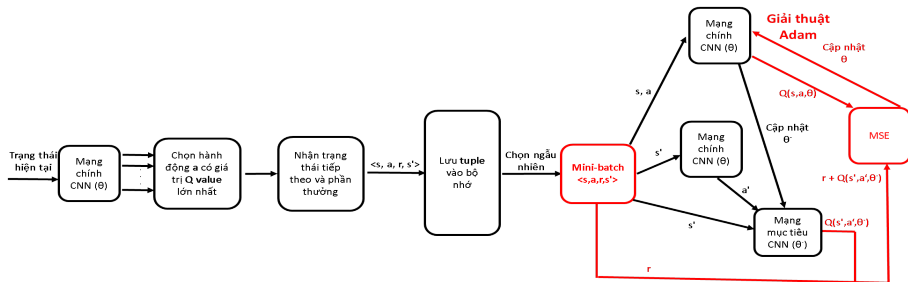 Trạng thái
hiện tại
Mạng
chính
CNN (θ)
Chọn hành
động a có giá
trị Q value
lớn nhất
Nhận trạng
thái tiếp
theo và phần
thưởng
<s, a, r, s'>
Lưu tuple
vào bộ
nhớ
Chọn ngẫu
nhiên
Mini-batch
<s,a,r,s'>
s, a
s'
s'
r
Mạng
chính
CNN (θ)
Mạng
chính
CNN (θ)
a'
Cập nhật
θ-
Mạng
mục tiêu
CNN (θ-)
Giải thuật
Adam
Cập nhật
θ
Q(s,a,θ)
MSE
r + Q(s',a',θ-)
Q(s',a',θ-)